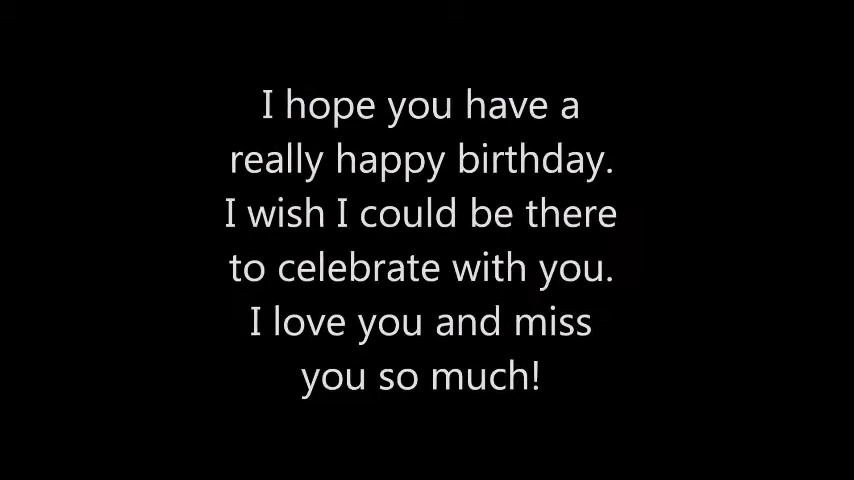 I hope you have a
really happy birthday.
I wish I could be there
to celebrate with you.
I love you and miss
you so much!